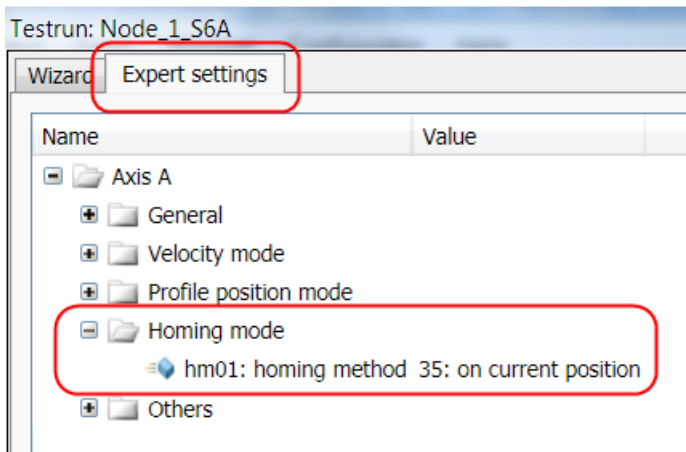 Testrun: Node_1_S6A
Wizard Expert settings
Name Value
Axis A
General
Velocity mode
Profile position mode
Homing mode
hm01: homing method 35: on current position
Others